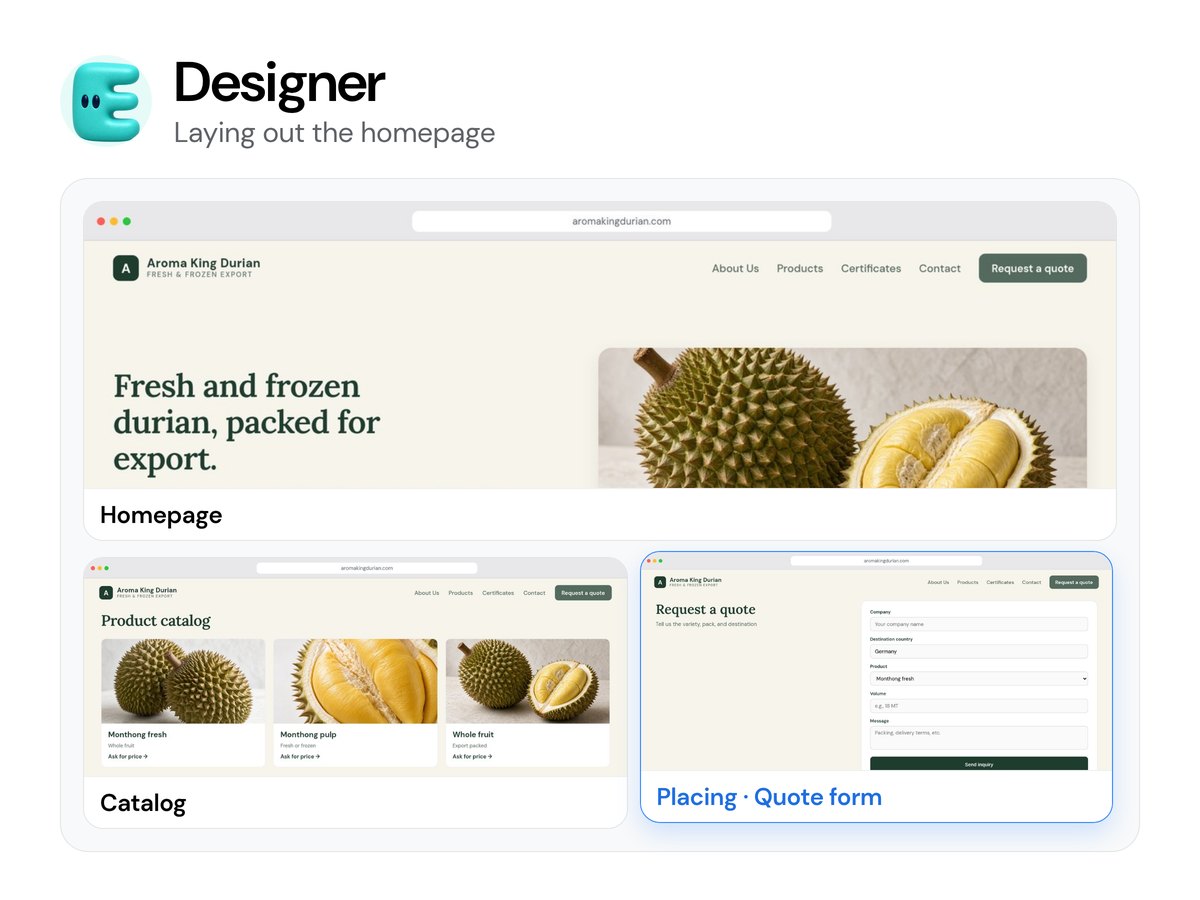 Designer
Laying out the homepage
aromakingdurian.com
A
Aroma King Durian
FRESH & FROZEN EXPORT
About Us
Products
Certificates
Contact
Request a quote
Fresh and frozen
durian, packed for
export.
Homepage
aromakingdurian.com
A
Aroma King Durian
FRESH & FROZEN EXPORT
About Us
Products
Certificates
Contact
Request a quote
Product catalog
Monthong fresh
Whole fruit
Ask for price →
Monthong pulp
Fresh or frozen
Ask for price →
Whole fruit
Export packed
Ask for price →
Catalog
aromakingdurian.com
A
Aroma King Durian
FRESH & FROZEN EXPORT
About Us
Products
Certificates
Contact
Request a quote
Request a quote
Tell us the variety, pack, and destination
Company
Your company name
Destination country
Germany
Product
Monthong fresh
Volume
e.g., 18 MT
Message
Packing, delivery terms, etc.
Send inquiry
Placing · Quote form